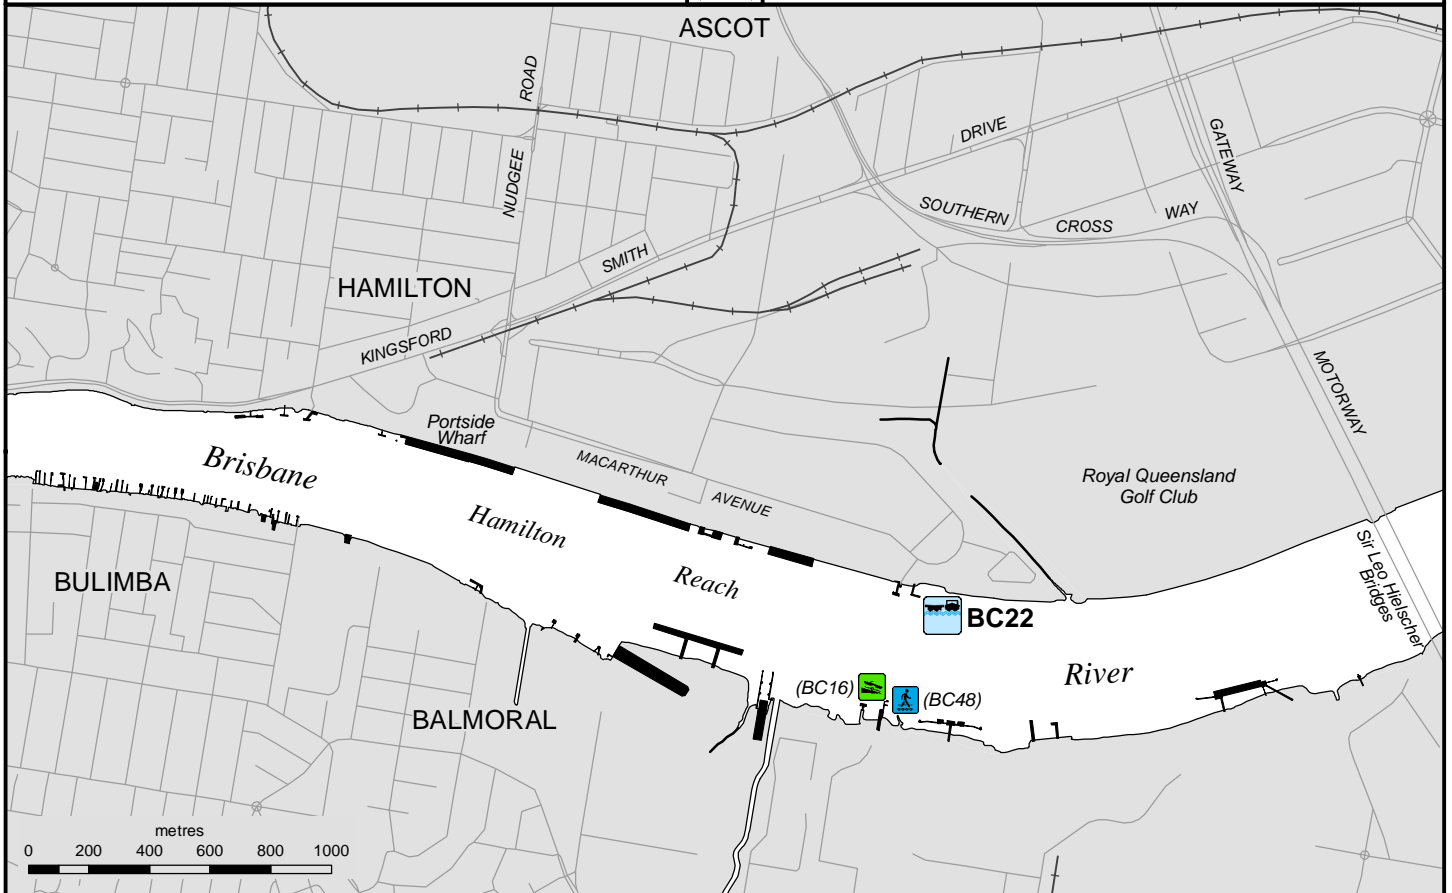 ASCOT
ROAD
NUDGEE
DRIVE
GATEWAY
SOUTHERN
CROSS
WAY
SMITH
HAMILTON
KINGSFORD
MOTORWAY
Portside
Wharf
Brisbane
MACARTHUR
AVENUE
Royal Queensland
Golf Club
Hamilton
Sir Leo Hielscher
Bridges
BULIMBA
Reach
BC22
River
(BC16)
(BC48)
BALMORAL
metres
0 200 400 600 800 1000